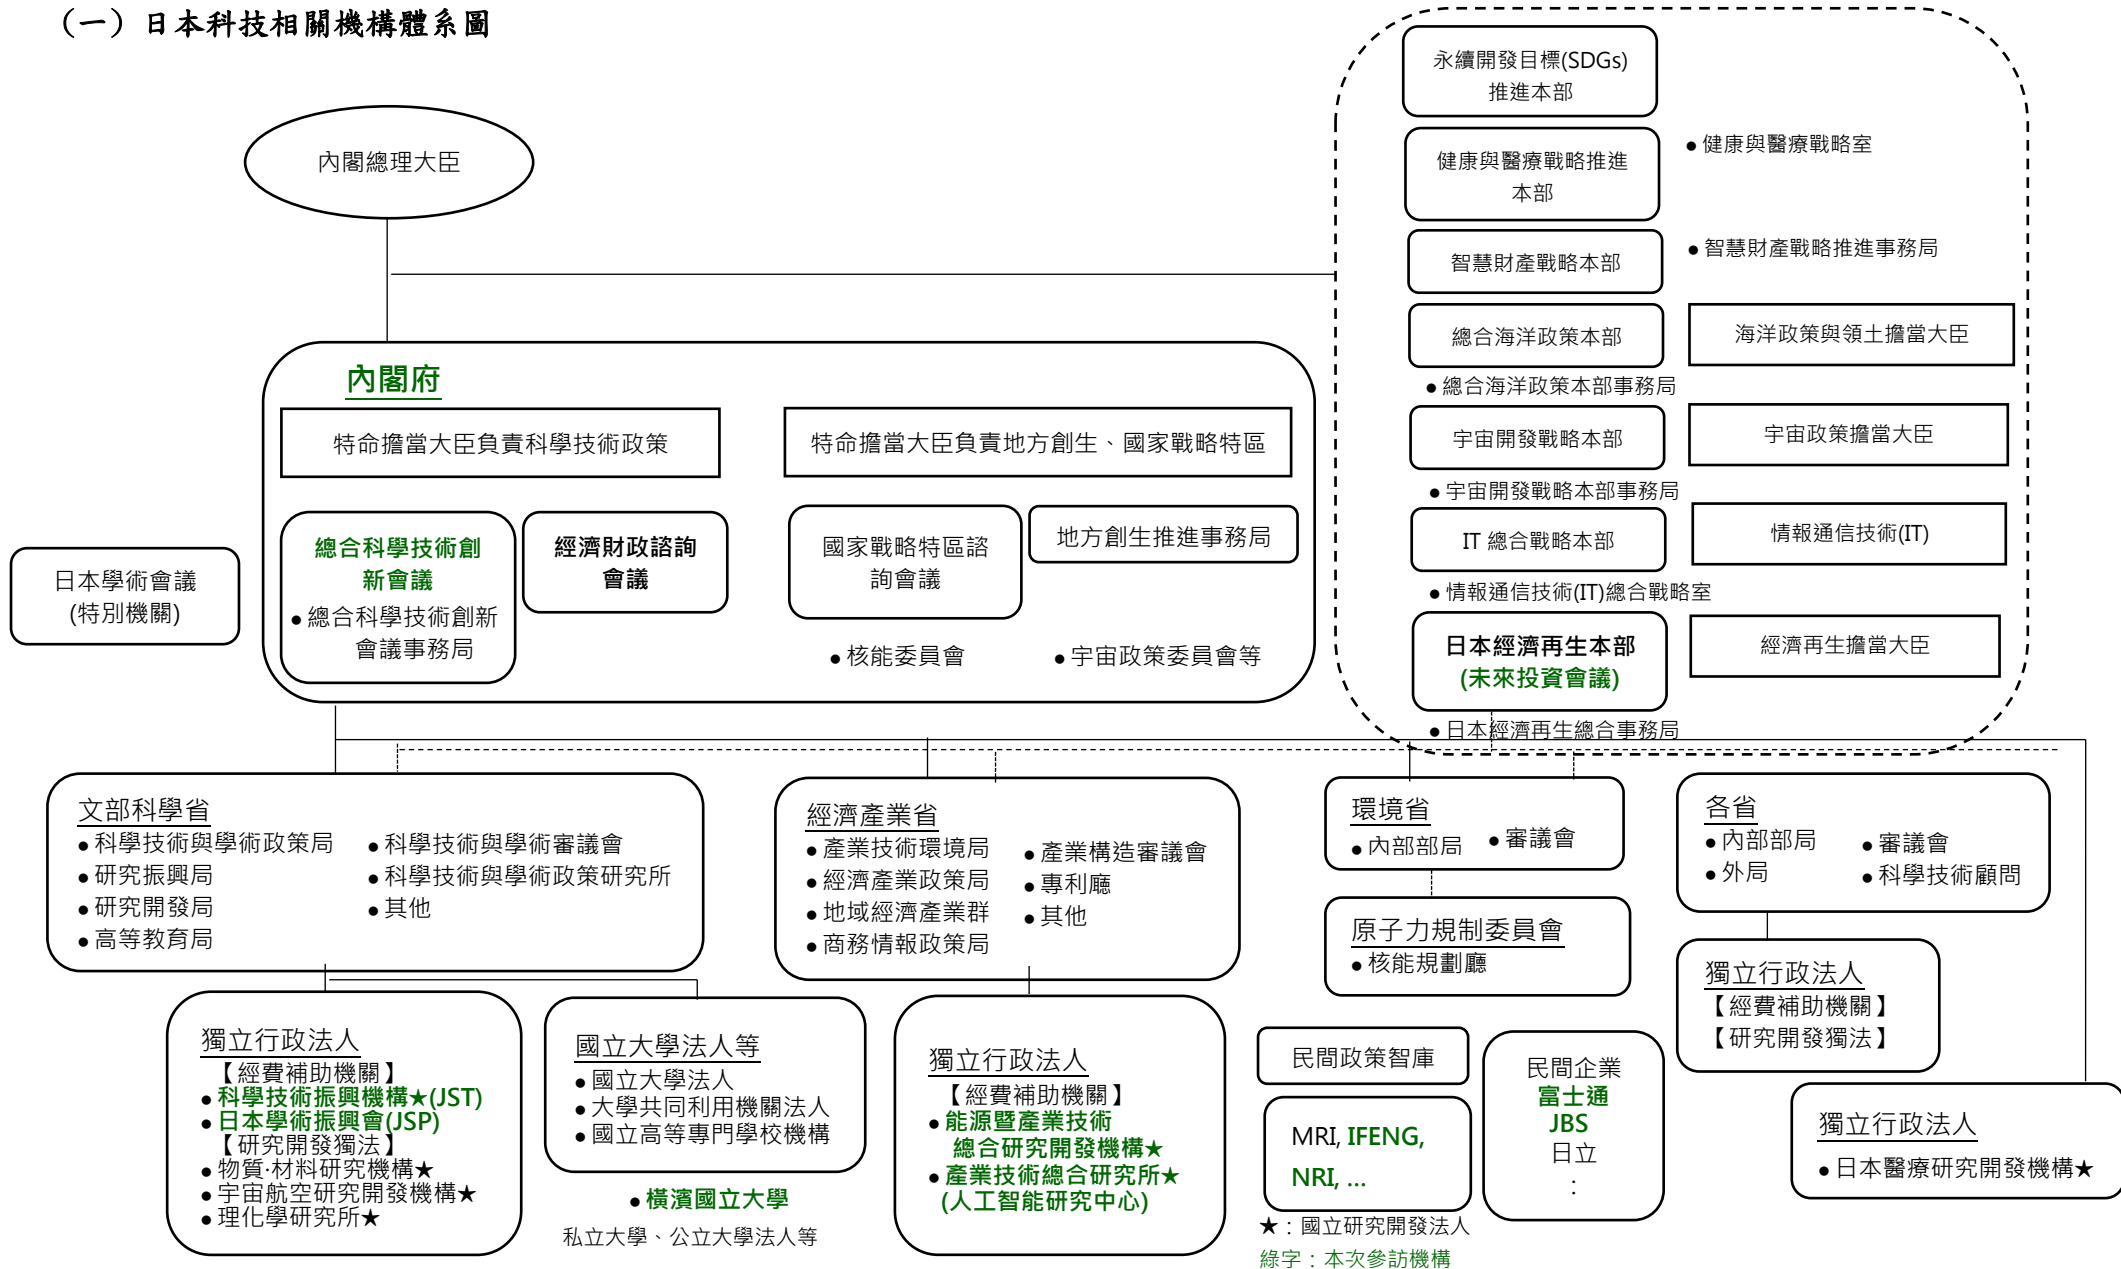 （一）日本科技相關機構體系圖
內閣總理大臣
永續開發目標(SDGs)
推進本部
健康與醫療戰略推進
本部
●健康與醫療戰略室
智慧財產戰略本部
●智慧財產戰略推進事務局
總合海洋政策本部
海洋政策與領土擔當大臣
●總合海洋政策本部事務局
宇宙開發戰略本部
宇宙政策擔當大臣
●宇宙開發戰略本部事務局
IT 總合戰略本部
情報通信技術(IT)
●情報通信技術(IT)總合戰略室
日本經濟再生本部
(未來投資會議)
經濟再生擔當大臣
●日本經濟再生總合事務局
內閣府
特命擔當大臣負責科學技術政策
特命擔當大臣負責地方創生、國家戰略特區
總合科學技術創
新會議
●總合科學技術創新
會議事務局
經濟財政諮詢
會議
國家戰略特區諮
詢會議
地方創生推進事務局
●核能委員會
●宇宙政策委員會等
日本學術會議
(特別機關)
文部科學省
●科學技術與學術政策局
●研究振興局
●研究開發局
●高等教育局
●科學技術與學術審議會
●科學技術與學術政策研究所
●其他
經濟產業省
●產業技術環境局
●經濟產業政策局
●地域經濟產業群
●商務情報政策局
●產業構造審議會
●專利廰
●其他
環境省
●內部部局
●審議會
原子力規制委員會
●核能規劃廰
各省
●內部部局
●外局
●審議會
●科學技術顧問
獨立行政法人
【經費補助機關】
【研究開發獨法】
獨立行政法人
【經費補助機關】
●科學技術振興機構★(JST)
●日本學術振興會(JSP)
【研究開發獨法】
●物質‧材料研究機構★
●宇宙航空研究開發機構★
●理化學研究所★
國立大學法人等
●國立大學法人
●大學共同利用機關法人
●國立高等專門學校機構
●橫濱國立大學
私立大學、公立大學法人等
獨立行政法人
【經費補助機關】
●能源暨產業技術
總合研究開發機構★
●產業技術總合研究所★
(人工智能研究中心)
民間政策智庫
MRI, IFENG,
NRI, ...
民間企業
富士通
JBS
日立
：
獨立行政法人
●日本醫療研究開發機構★
★：國立研究開發法人
綠字：本次參訪機構